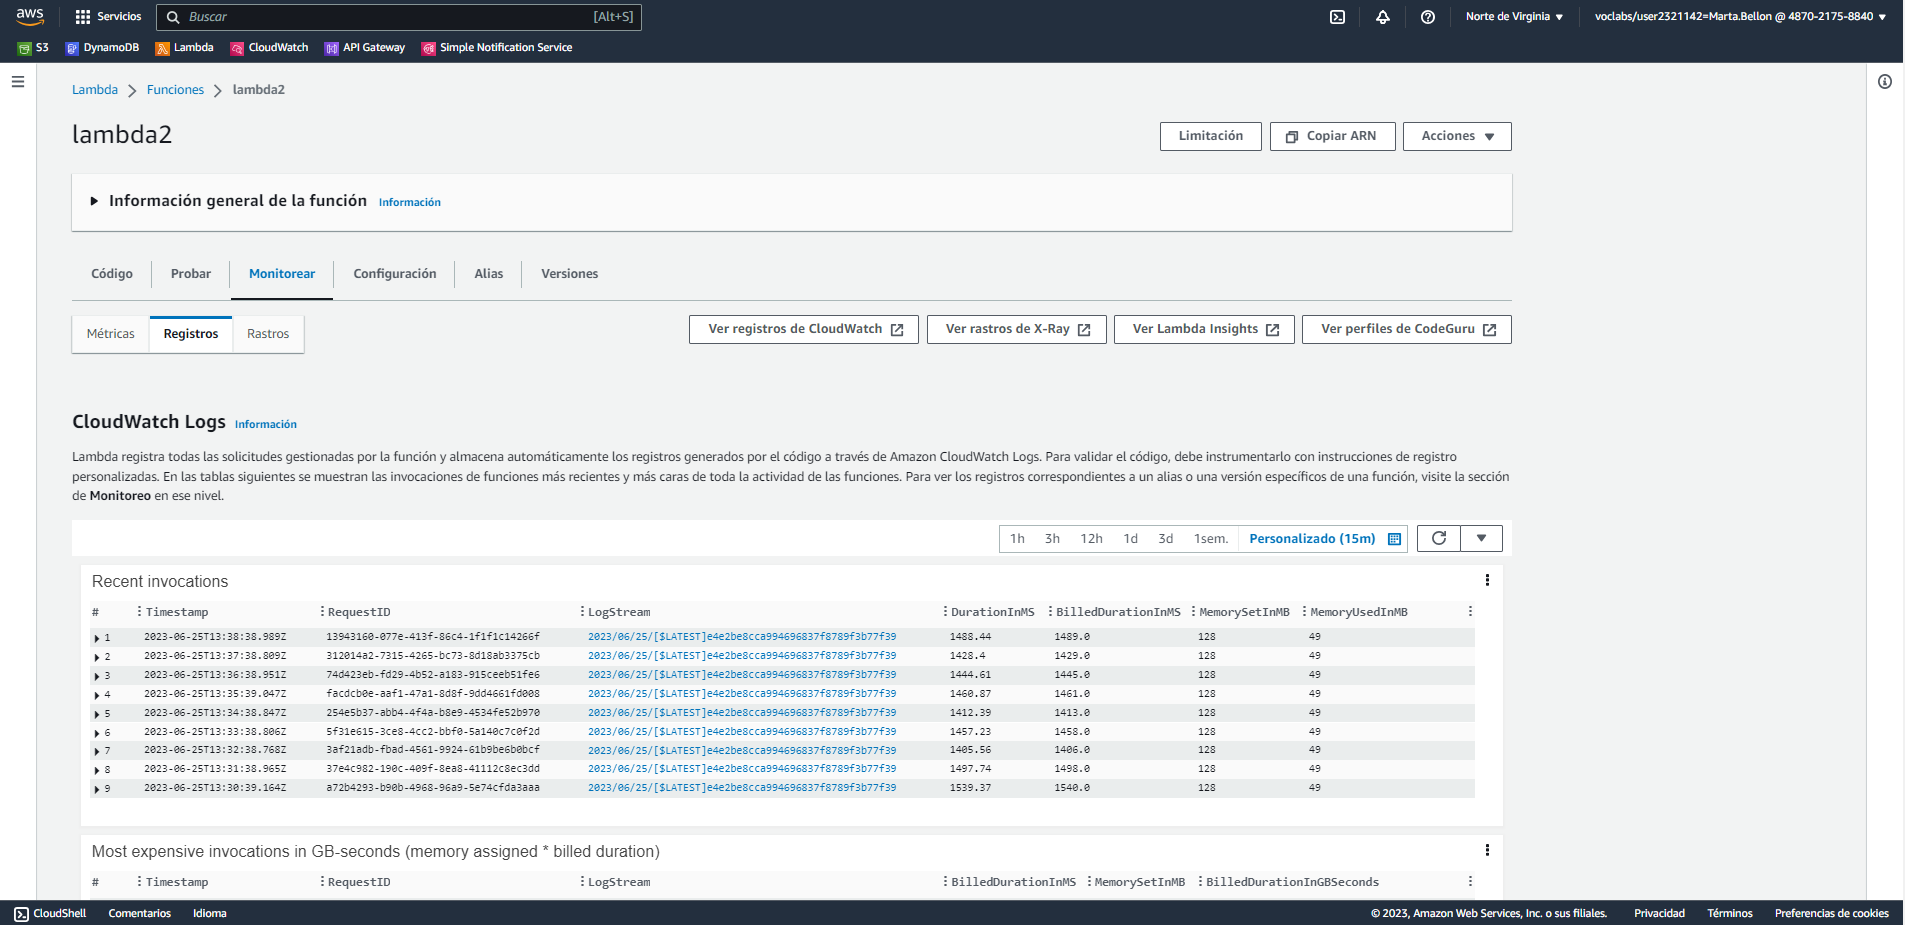 aws Servicios Buscar [Alt+S] Norte de Virginia voclabs/user2321142=Marta.Bellon @ 4870-2175-8840
S3 DynamoDB Lambda CloudWatch API Gateway Simple Notification Service
Lambda Funciones lambda2
lambda2 Limitación Copiar ARN Acciones
Información general de la función Información
Código Probar Monitorear Configuración Alias Versiones
Métricas Registros Rastros Ver registros de CloudWatch Ver rastros de X-Ray Ver Lambda Insights Ver perfiles de CodeGuru
CloudWatch Logs Información
Lambda registra todas las solicitudes gestionadas por la función y almacena automáticamente los registros generados por el código a través de Amazon CloudWatch Logs. Para validar el código, debe instrumentarlo con instrucciones de registro
personalizadas. En las tablas siguientes se muestran las invocaciones de funciones más recientes y más caras de toda la actividad de las funciones. Para ver los registros correspondientes a un alias o una versión específicos de una función, visite la sección
de Monitoreo en ese nivel.
1h 3h 12h 1d 3d 1sem. Personalizado (15m)
Recent invocations
# Timestamp RequestID LogStream DurationInMS BilledDurationInMS MemorySetInMB MemoryUsedInMB
1 2023-06-25T13:38:38.989Z 13943160-077e-413f-86c4-1f1f1c14266f 2023/06/25/[$LATEST]e4e2be8cca994696837f8789f3b77f39 1488.44 1489.0 128 49
2 2023-06-25T13:37:38.809Z 312014a2-7315-4265-bc73-8d18ab3375cb 2023/06/25/[$LATEST]e4e2be8cca994696837f8789f3b77f39 1428.4 1429.0 128 49
3 2023-06-25T13:36:38.951Z 74d423eb-fd29-4b52-a183-915ceeb51fe6 2023/06/25/[$LATEST]e4e2be8cca994696837f8789f3b77f39 1444.61 1445.0 128 49
4 2023-06-25T13:35:39.047Z facdcb0e-aaf1-47a1-8d8f-9dd4661fd008 2023/06/25/[$LATEST]e4e2be8cca994696837f8789f3b77f39 1460.87 1461.0 128 49
5 2023-06-25T13:34:38.847Z 254e5b37-abb4-4f4a-b8e9-4534fe52b970 2023/06/25/[$LATEST]e4e2be8cca994696837f8789f3b77f39 1412.39 1413.0 128 49
6 2023-06-25T13:33:38.806Z 5f31e615-3ce8-4cc2-bbf0-5a140c7c0f2d 2023/06/25/[$LATEST]e4e2be8cca994696837f8789f3b77f39 1457.23 1458.0 128 49
7 2023-06-25T13:32:38.768Z 3af21adb-fbad-4561-9924-61b9be6b0bcf 2023/06/25/[$LATEST]e4e2be8cca994696837f8789f3b77f39 1405.56 1406.0 128 49
8 2023-06-25T13:31:38.965Z 37e4c982-190c-409f-8ea8-41112c8ec3dd 2023/06/25/[$LATEST]e4e2be8cca994696837f8789f3b77f39 1497.74 1498.0 128 49
9 2023-06-25T13:30:39.164Z a72b4293-b90b-4968-96a9-5e74cfda3aaa 2023/06/25/[$LATEST]e4e2be8cca994696837f8789f3b77f39 1539.37 1540.0 128 49
Most expensive invocations in GB-seconds (memory assigned * billed duration)
# Timestamp RequestID LogStream BilledDurationInMS MemorySetInMB BilledDurationInGBSeconds
CloudShell Comentarios Idioma © 2023, Amazon Web Services, Inc. o sus filiales. Privacidad Términos Preferencias de cookies